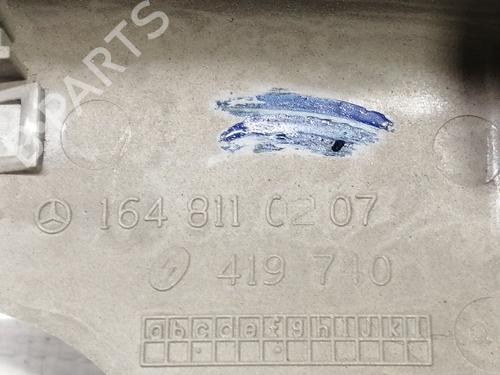 B-PARTS
164 811 02 07
419 740
a b c d e f g h i j k l